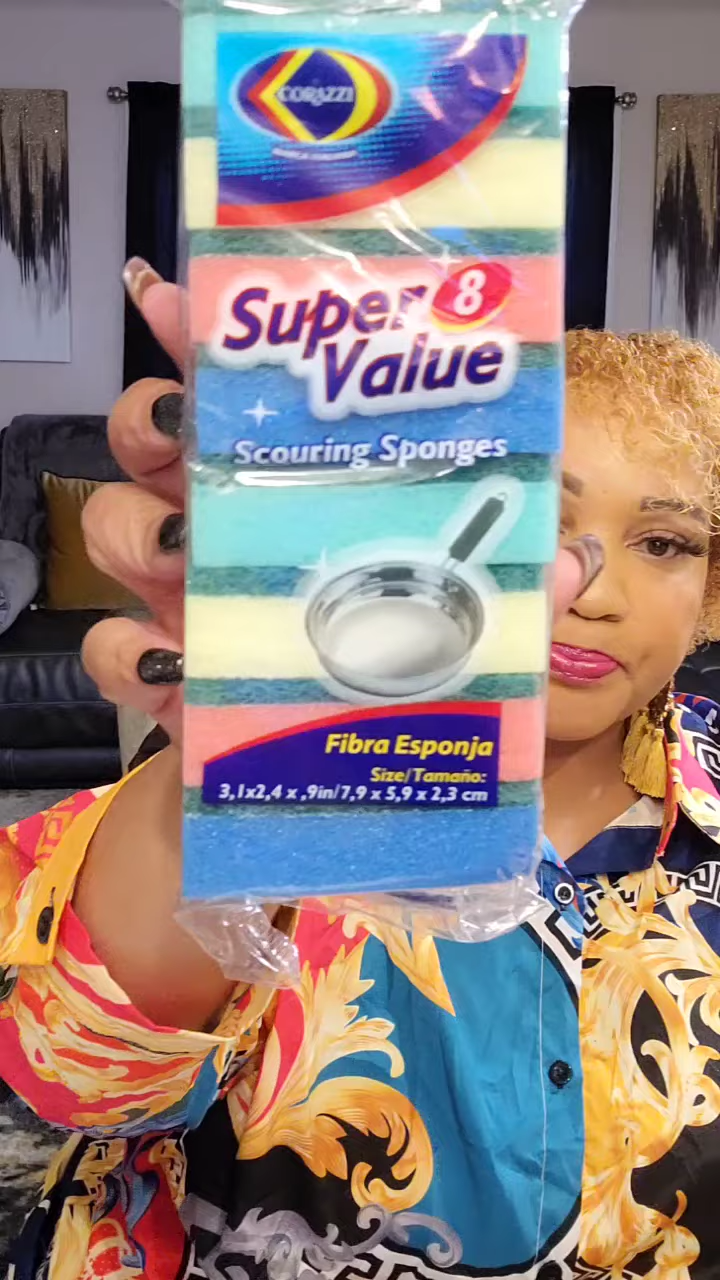 CORAZZI
Super 8
Value
Scouring Sponges
Fibra Esponja
Size/Tamaño:
3,1x2,4 x ,9in/7,9 x 5,9 x 2,3 cm